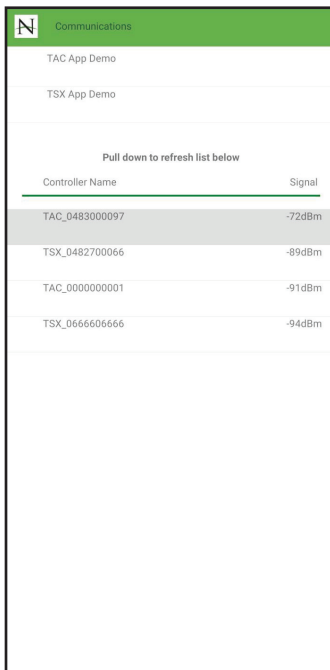 Communications
TAC App Demo
TSX App Demo
Pull down to refresh list below
Controller Name Signal
TAC_0483000097 -72dBm
TSX_0482700066 -89dBm
TAC_0000000001 -91dBm
TSX_0666606666 -94dBm